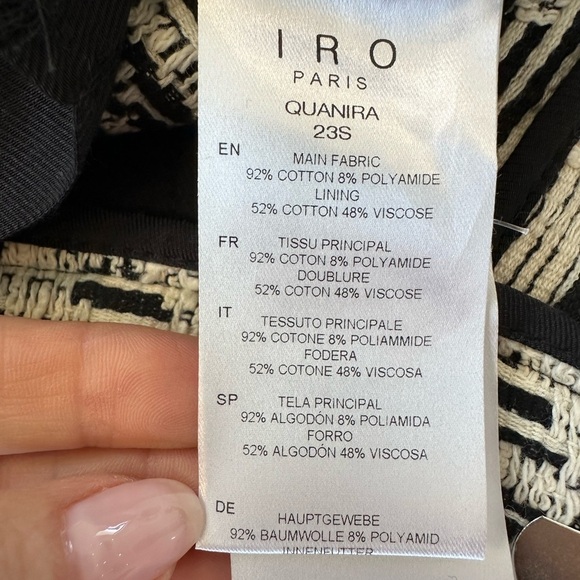 IRO
PARIS
QUANIRA
23S
EN
MAIN FABRIC
92% COTTON 8% POLYAMIDE
LINING
52% COTTON 48% VISCOSE
FR
TISSU PRINCIPAL
92% COTON 8% POLYAMIDE
DOUBLURE
52% COTON 48% VISCOSE
IT
TESSUTO PRINCIPALE
92% COTONE 8% POLIAMMIDE
FODERA
52% COTONE 48% VISCOSA
SP
TELA PRINCIPAL
92% ALGODÓN 8% POLIAMIDA
FORRO
52% ALGODÓN 48% VISCOSA
DE
HAUPTGEWEBE
92% BAUMWOLLE 8% POLYAMID
INNENFUTTER